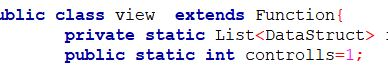 ublic class view  extends Function{
private static List<DataStruct>
public static int controlls=1;